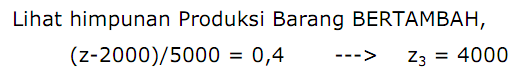 Lihat himpunan Produksi Barang BERTAMBAH,
(z-2000)/5000 = 0,4 ---> z₃ = 4000